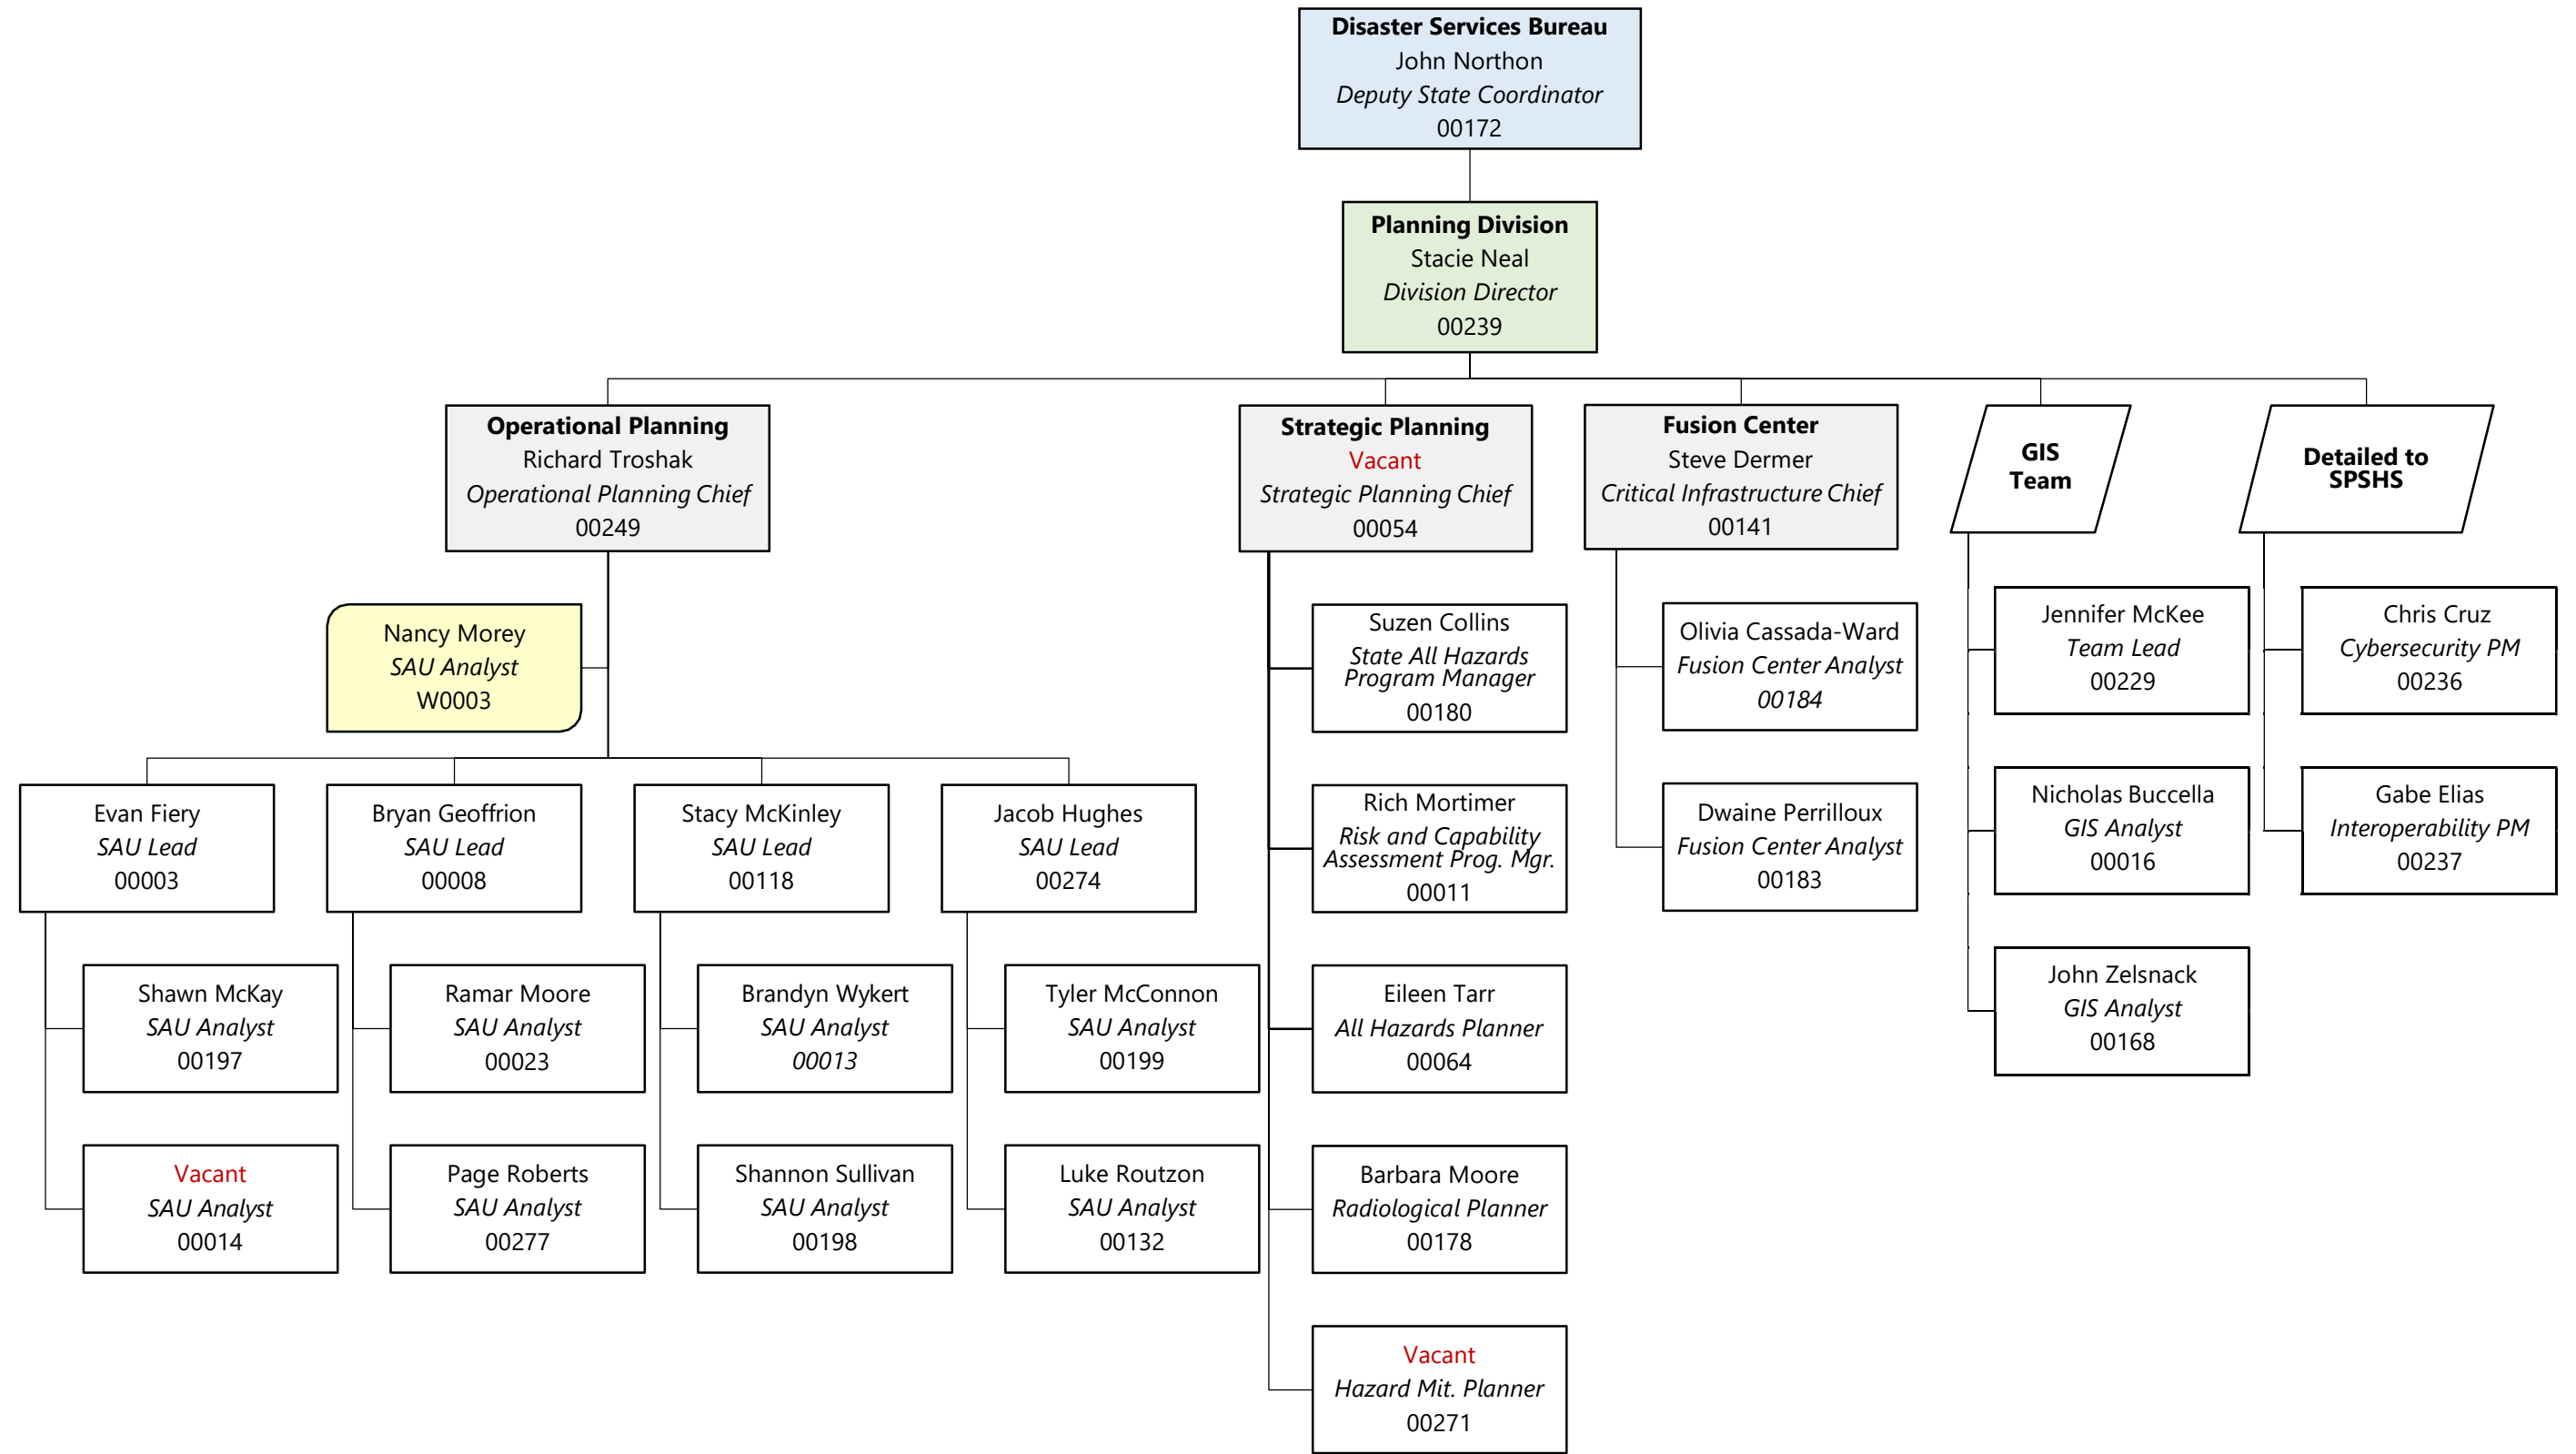 Disaster Services Bureau
John Northon
Deputy State Coordinator
00172
Planning Division
Stacie Neal
Division Director
00239
Operational Planning
Richard Troshak
Operational Planning Chief
00249
Strategic Planning
Vacant
Strategic Planning Chief
00054
Fusion Center
Steve Dermer
Critical Infrastructure Chief
00141
GIS
Team
Detailed to
SPSHS
Nancy Morey
SAU Analyst
W0003
Evan Fiery
SAU Lead
00003
Shawn McKay
SAU Analyst
00197
Vacant
SAU Analyst
00014
Bryan Geoffrion
SAU Lead
00008
Ramar Moore
SAU Analyst
00023
Page Roberts
SAU Analyst
00277
Stacy McKinley
SAU Lead
00118
Brandyn Wykert
SAU Analyst
00013
Shannon Sullivan
SAU Analyst
00198
Jacob Hughes
SAU Lead
00274
Tyler McConnon
SAU Analyst
00199
Luke Routzon
SAU Analyst
00132
Suzen Collins
State All Hazards
Program Manager
00180
Rich Mortimer
Risk and Capability
Assessment Prog. Mgr.
00011
Eileen Tarr
All Hazards Planner
00064
Barbara Moore
Radiological Planner
00178
Vacant
Hazard Mit. Planner
00271
Olivia Cassada-Ward
Fusion Center Analyst
00184
Dwaine Perrilloux
Fusion Center Analyst
00183
Jennifer McKee
Team Lead
00229
Nicholas Buccella
GIS Analyst
00016
John Zelsnack
GIS Analyst
00168
Chris Cruz
Cybersecurity PM
00236
Gabe Elias
Interoperability PM
00237